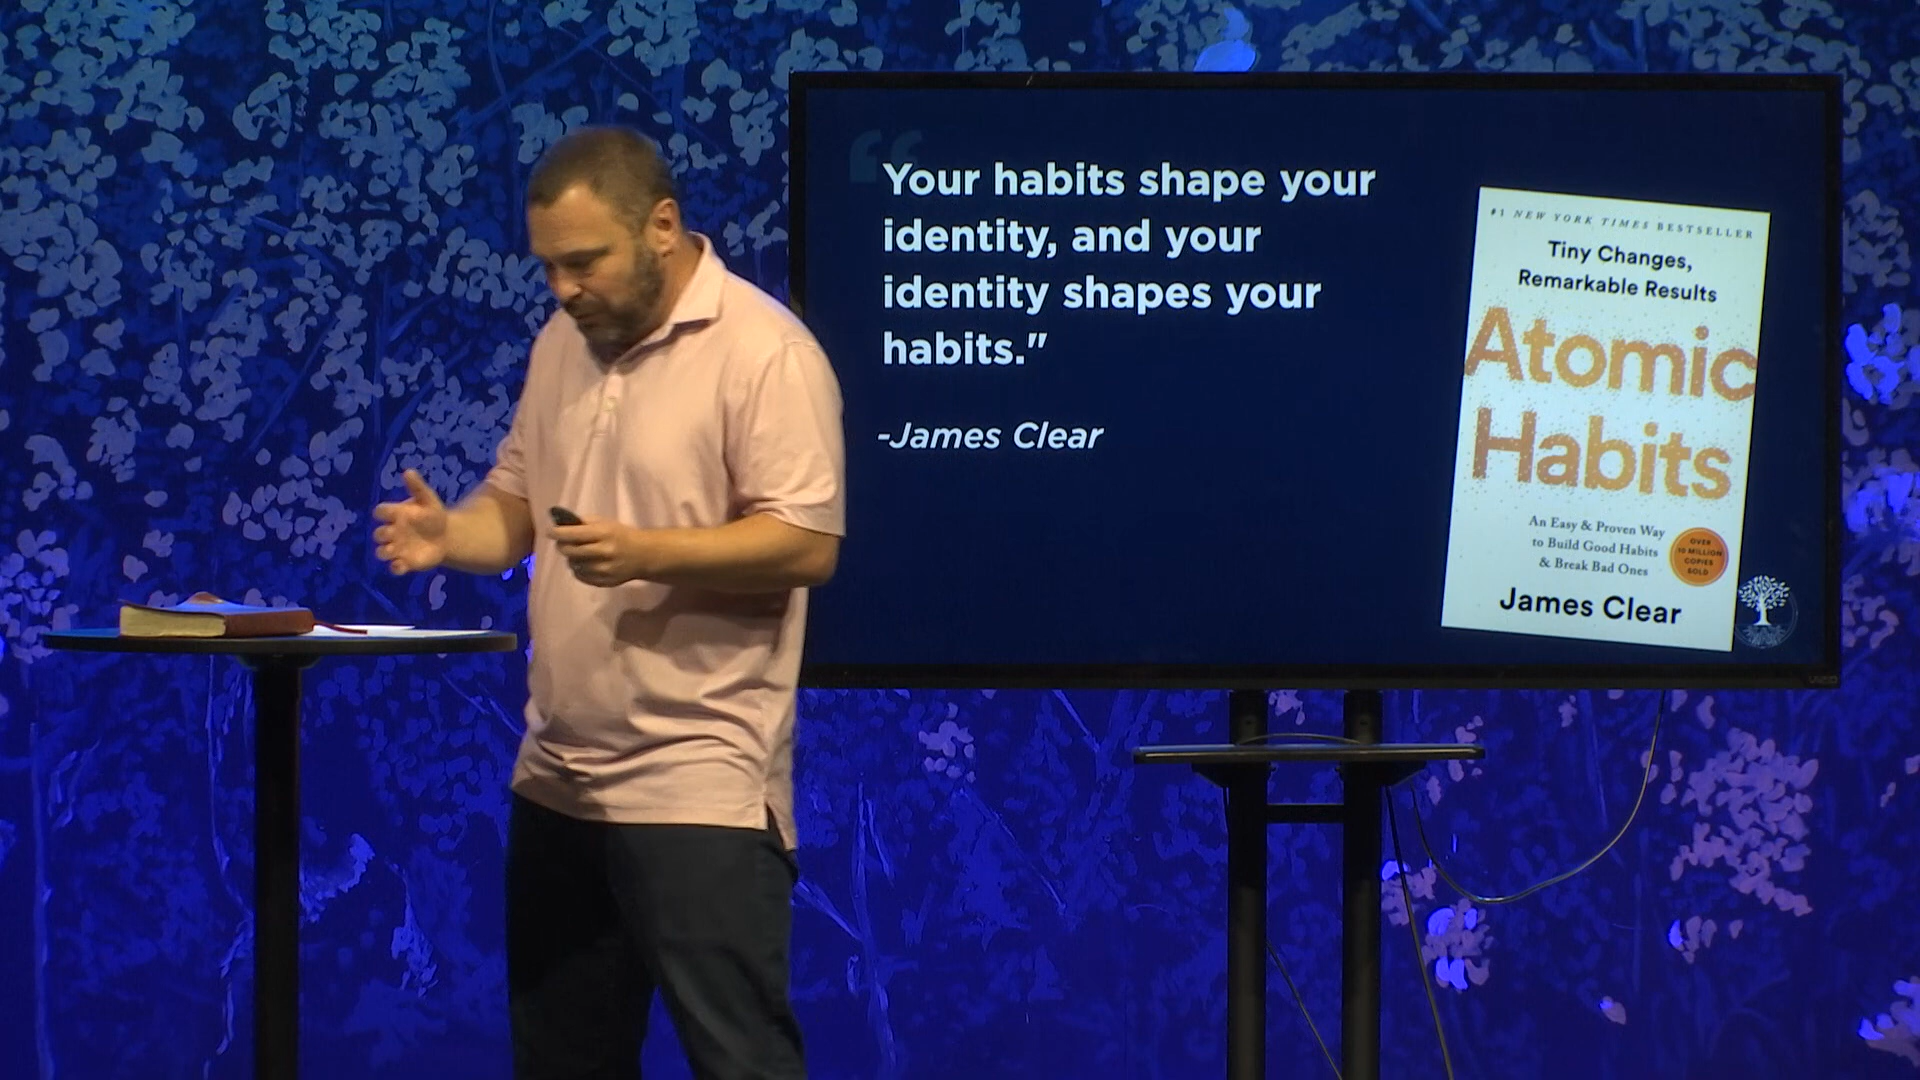 “
Your habits shape your
identity, and your
identity shapes your
habits."
-James Clear
#1 NEW YORK TIMES BESTSELLER
Tiny Changes,
Remarkable Results
Atomic
Habits
An Easy & Proven Way
to Build Good Habits
& Break Bad Ones
OVER
10 MILLION
COPIES
SOLD
James Clear
VIZIO